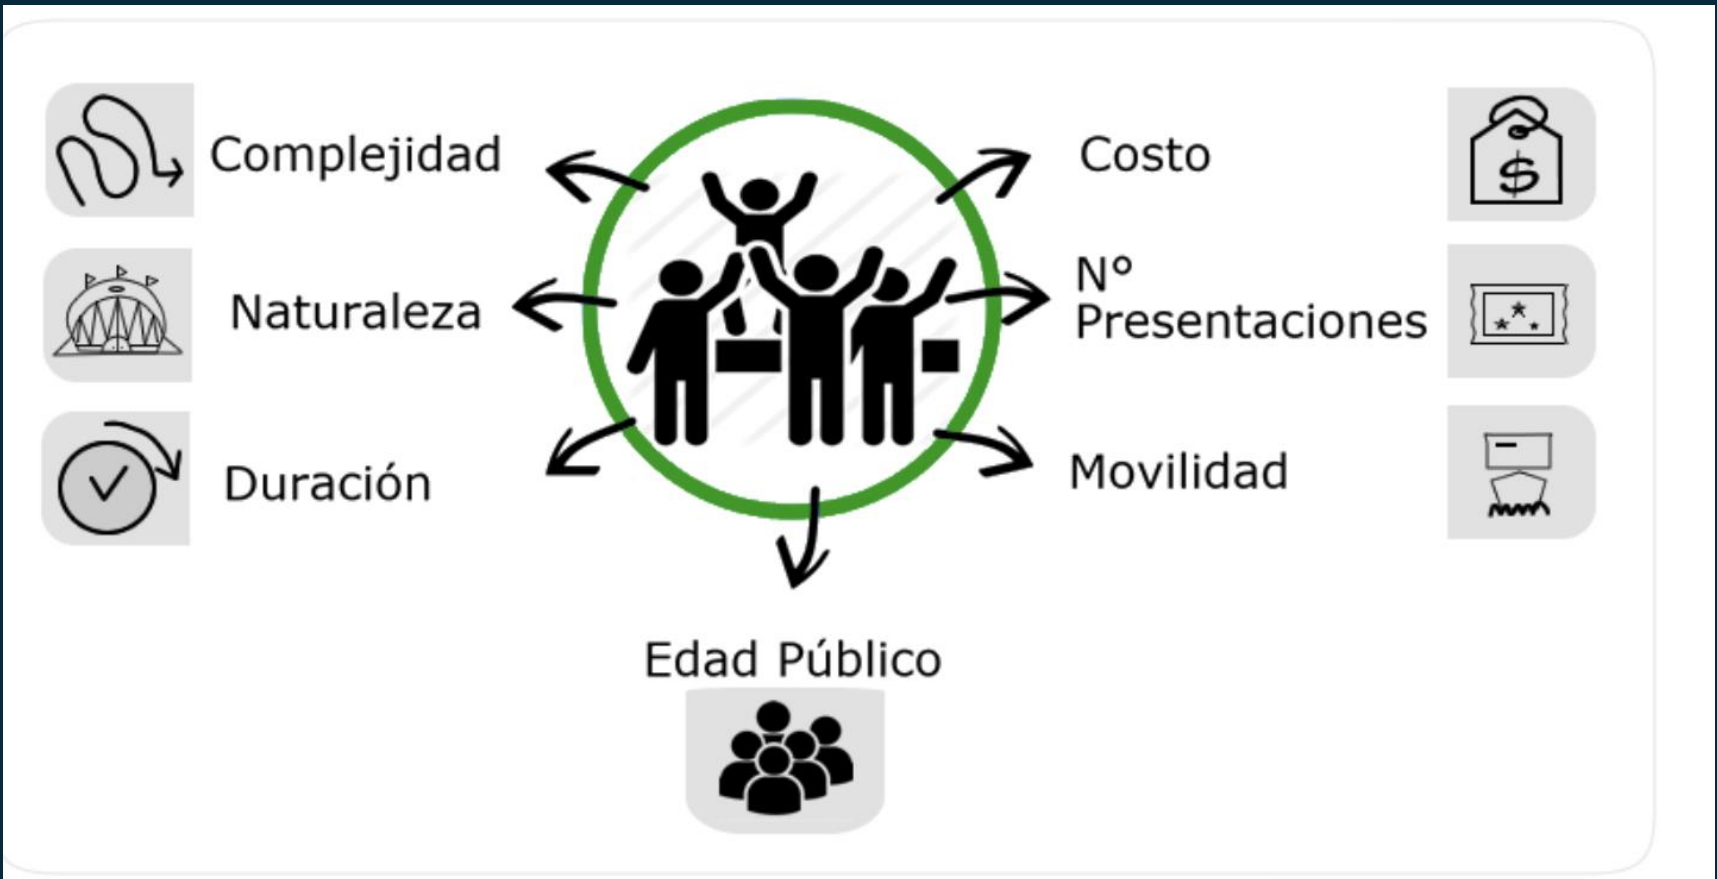 Complejidad
Costo
Naturaleza
N°
Presentaciones
Duración
Movilidad
Edad Público
$